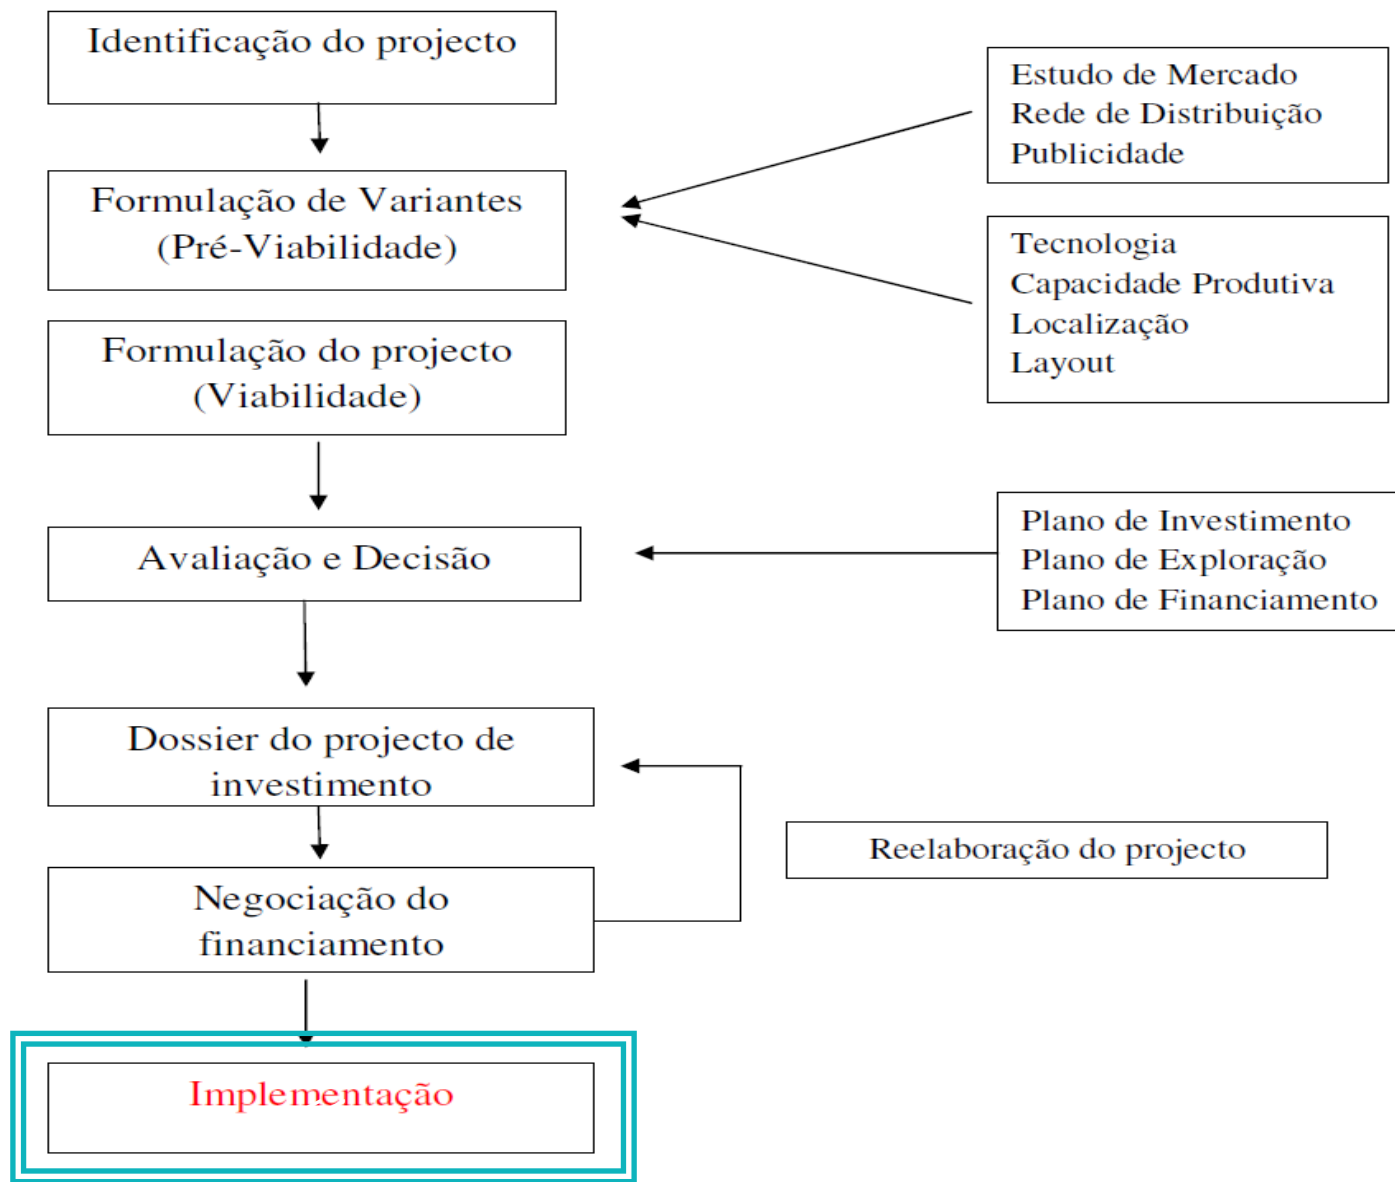 Identificação do projecto
Estudo de Mercado
Rede de Distribuição
Publicidade
Formulação de Variantes
(Pré-Viabilidade)
Tecnologia
Capacidade Produtiva
Localização
Layout
Formulação do projecto
(Viabilidade)
Plano de Investimento
Plano de Exploração
Plano de Financiamento
Avaliação e Decisão
Dossier do projecto de
investimento
Reelaboração do projecto
Negociação do
financiamento
Implementação